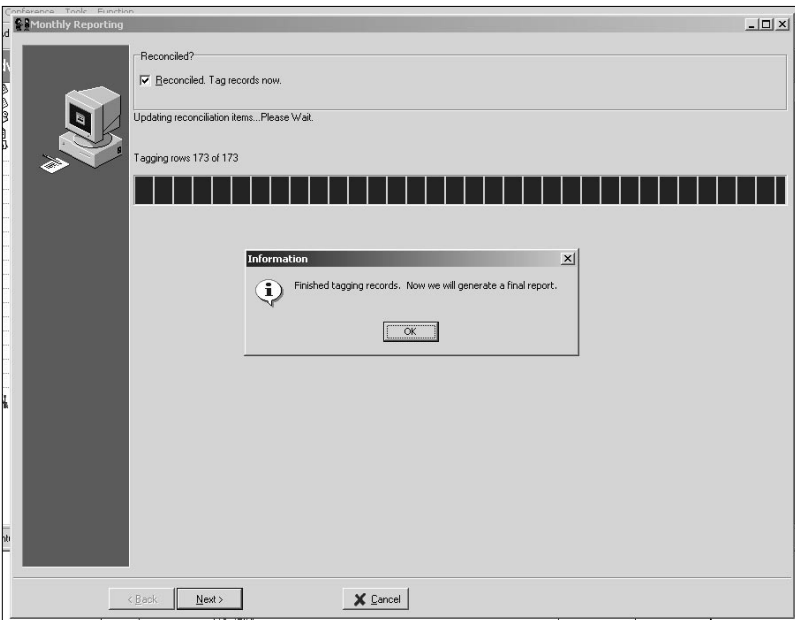 Conference Tools Function
Monthly Reporting
Reconciled?
Reconciled. Tag records now.
Updating reconciliation items...Please Wait.
Tagging rows 173 of 173
Information
Finished tagging records. Now we will generate a final report.
OK
< Back
Next >
Cancel